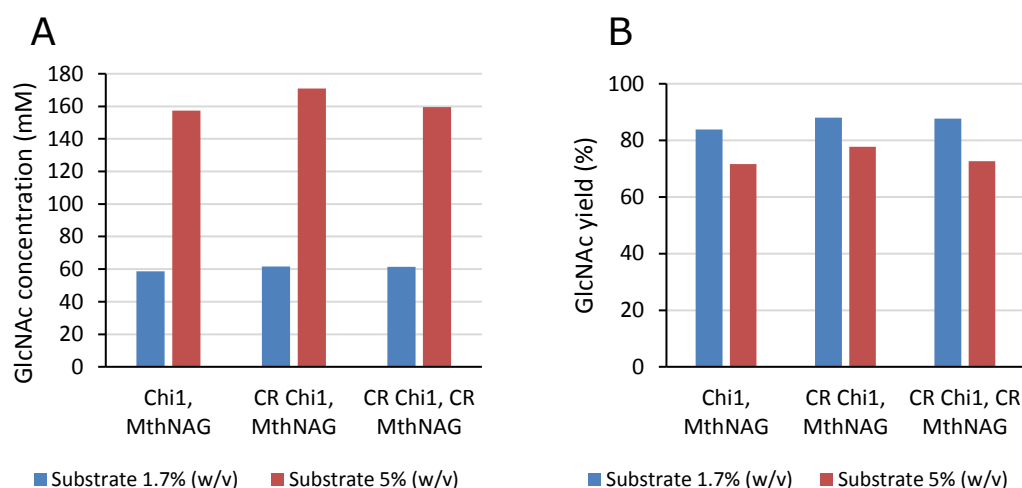 A
GlcNAc concentration (mM)
180
160
140
120
100
80
60
40
20
0
Chi1,
MthNAG
CR Chi1,
MthNAG
CR Chi1, CR
MthNAG
Substrate 1.7% (w/v)
Substrate 5% (w/v)
B
GlcNAc yield (%)
100
80
60
40
20
0
Chi1,
MthNAG
CR Chi1,
MthNAG
CR Chi1, CR
MthNAG
Substrate 1.7% (w/v)
Substrate 5% (w/v)